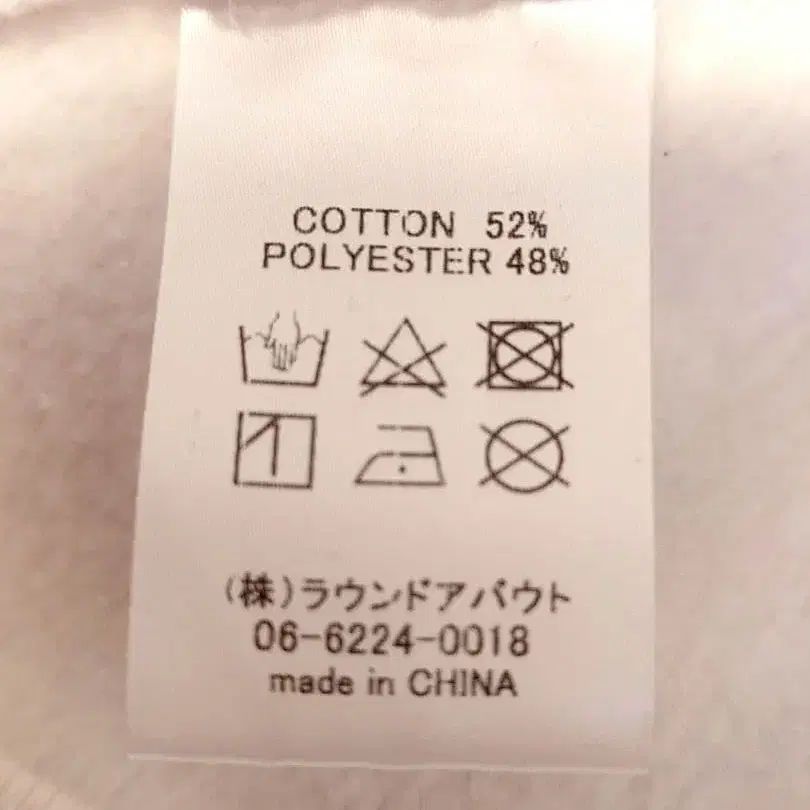 COTTON 52%
POLYESTER 48%
(株)ラウンドアバウト
06-6224-0018
made in CHINA